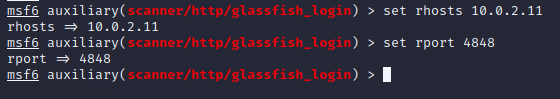 msf6 auxiliary(scanner/http/glassfish_login) > set rhosts 10.0.2.11
rhosts => 10.0.2.11
msf6 auxiliary(scanner/http/glassfish_login) > set rport 4848
rport => 4848
msf6 auxiliary(scanner/http/glassfish_login) >